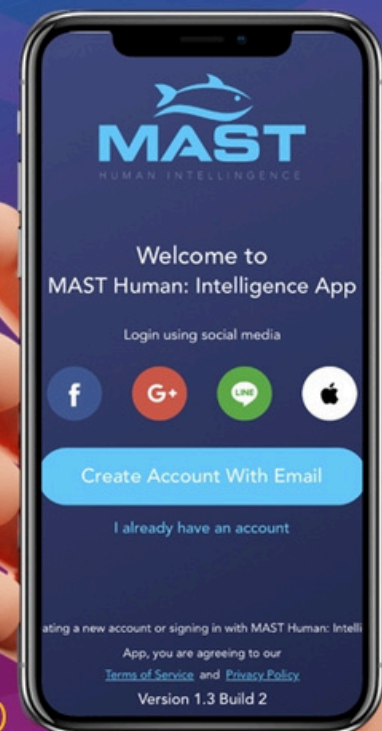 MAST
HUMAN INTELLINGENCE
Welcome to
MAST Human: Intelligence App
Login using social media
f
G+
LINE
Create Account With Email
I already have an account
ating a new account or signing in with MAST Human: Intelli
App, you are agreeing to our
Terms of Service and Privacy Policy
Version 1.3 Build 2